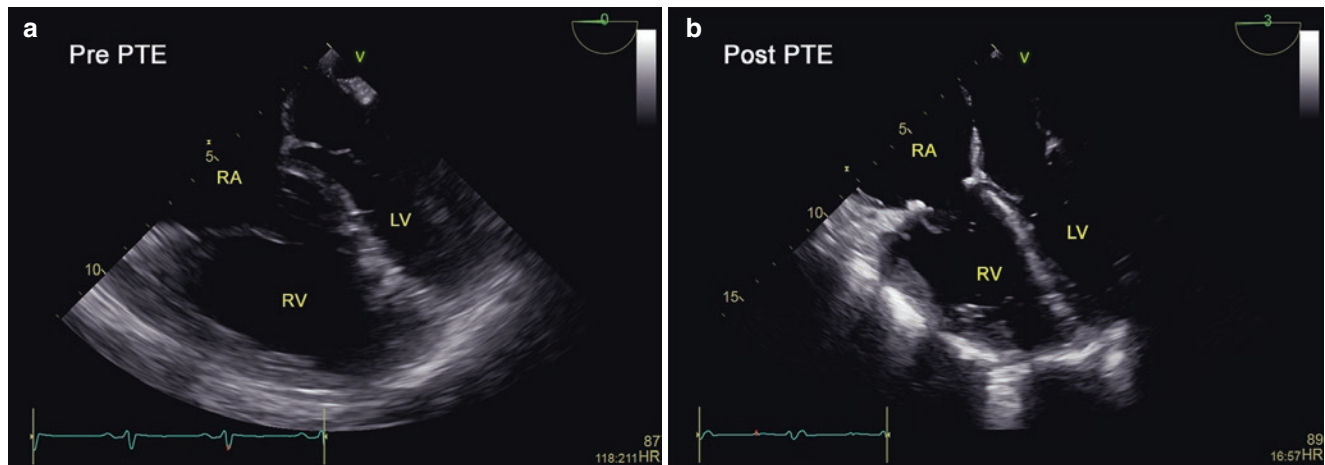 a
Pre PTE
0
V
5
RA
LV
10
RV
87
118:211HR
b
Post PTE
3
V
5
RA
10
LV
RV
15
89
16:57HR